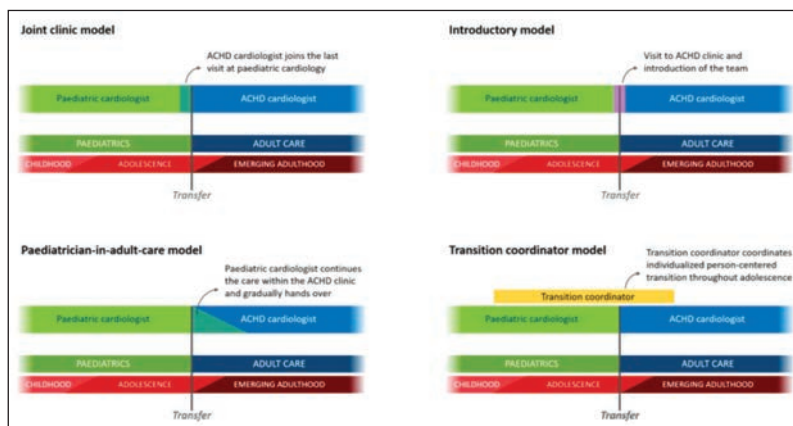 Joint clinic model
ACHD cardiologist joins the last
visit at paediatric cardiology
Paediatric cardiologist
ACHD cardiologist
PAEDIATRICS
ADULT CARE
CHILDHOOD
ADOLESCENCE
EMERGING ADULTHOOD
Transfer
Introductory model
Visit to ACHD clinic and
introduction of the team
Paediatric cardiologist
ACHD cardiologist
PAEDIATRICS
ADULT CARE
CHILDHOOD
ADOLESCENCE
EMERGING ADULTHOOD
Transfer
Paediatrician-in-adult-care model
Paediatric cardiologist continues
the care within the ACHD clinic
and gradually hands over
Paediatric cardiologist
ACHD cardiologist
PAEDIATRICS
ADULT CARE
CHILDHOOD
ADOLESCENCE
EMERGING ADULTHOOD
Transfer
Transition coordinator model
Transition coordinator coordinates
individualized person-centered
transition throughout adolescence
Transition coordinator
Paediatric cardiologist
ACHD cardiologist
PAEDIATRICS
ADULT CARE
CHILDHOOD
ADOLESCENCE
EMERGING ADULTHOOD
Transfer